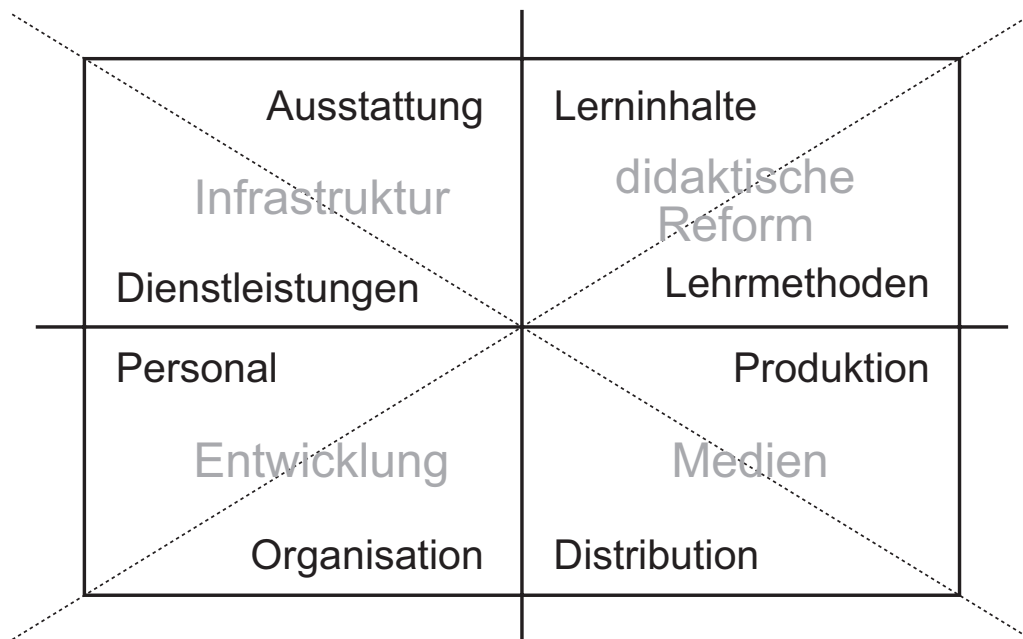 Ausstattung
Lerninhalte
Infrastruktur
didaktische
Reform
Dienstleistungen
Lehrmethoden
Personal
Produktion
Entwicklung
Medien
Organisation
Distribution